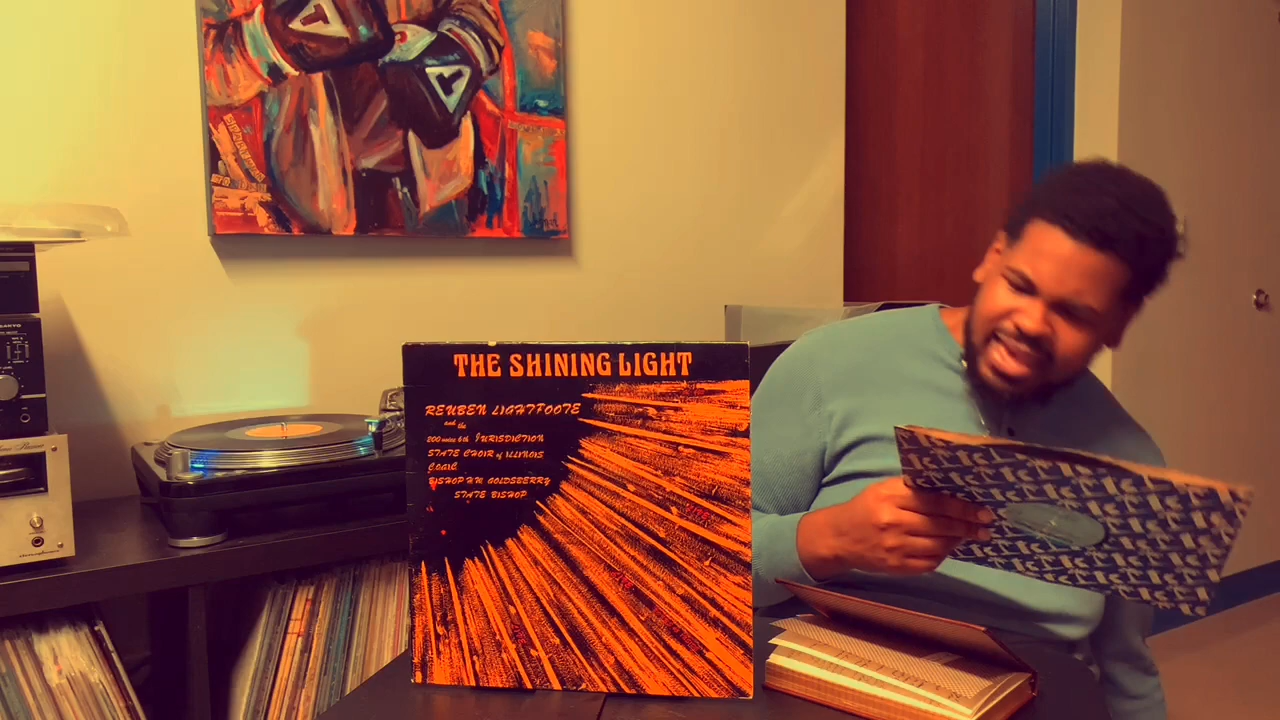 THE SHINING LIGHT
REUBEN LIGHTFOOTE
and the
200 voice 6th JURISDICTION
STATE CHOIR of ILLINOIS
C.O.G.I.C.
BISHOP H.W. GOLDSBERRY
STATE BISHOP
SANYO